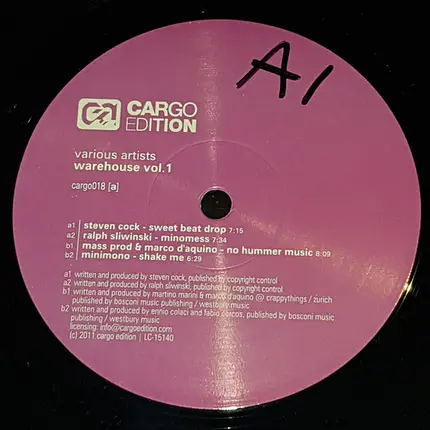 A1
CARGO
EDITION
various artists
warehouse vol.1
cargo018 [a]
a1 steven cock - sweet beat drop 7:15
a2 ralph sliwinski - minomess 7:34
b1 mass prod & marco d'aquino - no hummer music 8:09
b2 minimono - shake me 6:29
a1 written and produced by steven cock, published by copyright control
a2 written and produced by ralph sliwinski, published by copyright control
b1 written and produced by martino marini & marco d'aquino @ crappythings / zurich
published by bosconi music publishing / westbury music
b2 written and produced by ennio colaci and fabio cercos, published by bosconi music
publishing / westbury music
licensing: info@cargoedition.com
(c) 2011 cargo edition | LC-15140